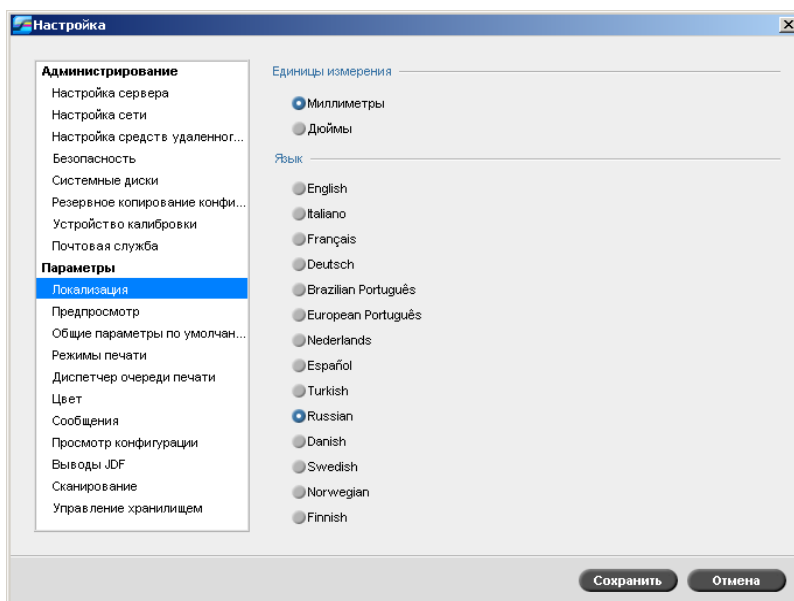 Настройка
Администрирование
Настройка сервера
Настройка сети
Настройка средств удаленног...
Безопасность
Системные диски
Резервное копирование конфи...
Устройство калибровки
Почтовая служба
Параметры
Локализация
Предпросмотр
Общие параметры по умолчан...
Режимы печати
Диспетчер очереди печати
Цвет
Сообщения
Просмотр конфигурации
Выводы JDF
Сканирование
Управление хранилищем
Единицы измерения
Миллиметры
Дюймы
Язык
English
Italiano
Français
Deutsch
Brazilian Português
European Português
Nederlands
Español
Turkish
Russian
Danish
Swedish
Norwegian
Finnish
Сохранить
Отмена